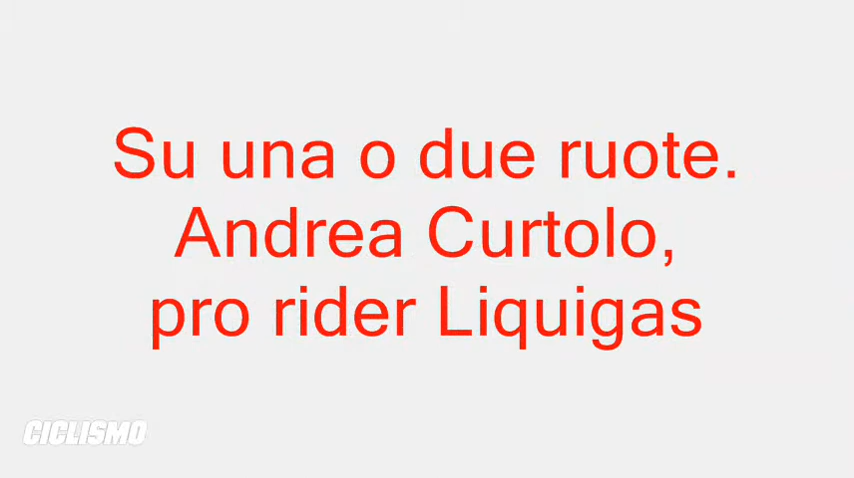 Su una o due ruote.
Andrea Curtolo,
pro rider Liquigas
CICLISMO